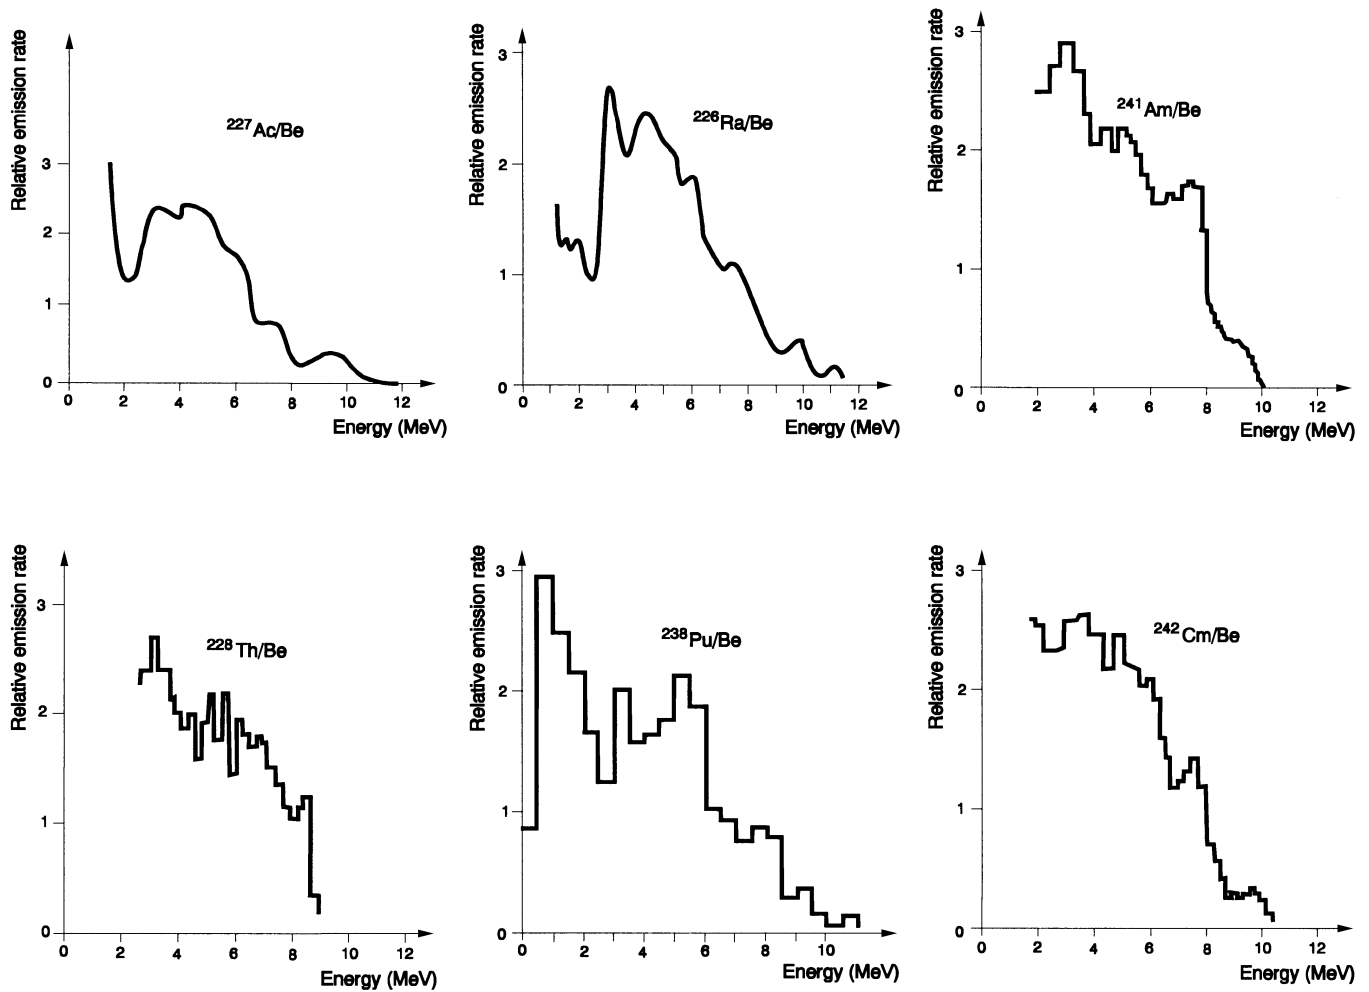 Relative emission rate
227Ac/Be
3
2
1
0
0 2 4 6 8 10 12
Energy (MeV)
Relative emission rate
226Ra/Be
3
2
1
0
0 2 4 6 8 10 12
Energy (MeV)
Relative emission rate
241Am/Be
3
2
1
0
0 2 4 6 8 10 12
Energy (MeV)
Relative emission rate
228Th/Be
3
2
1
0
0 2 4 6 8 10 12
Energy (MeV)
Relative emission rate
238Pu/Be
3
2
1
0
0 2 4 6 8 10
Energy (MeV)
Relative emission rate
242Cm/Be
3
2
1
0
0 2 4 6 8 10 12
Energy (MeV)